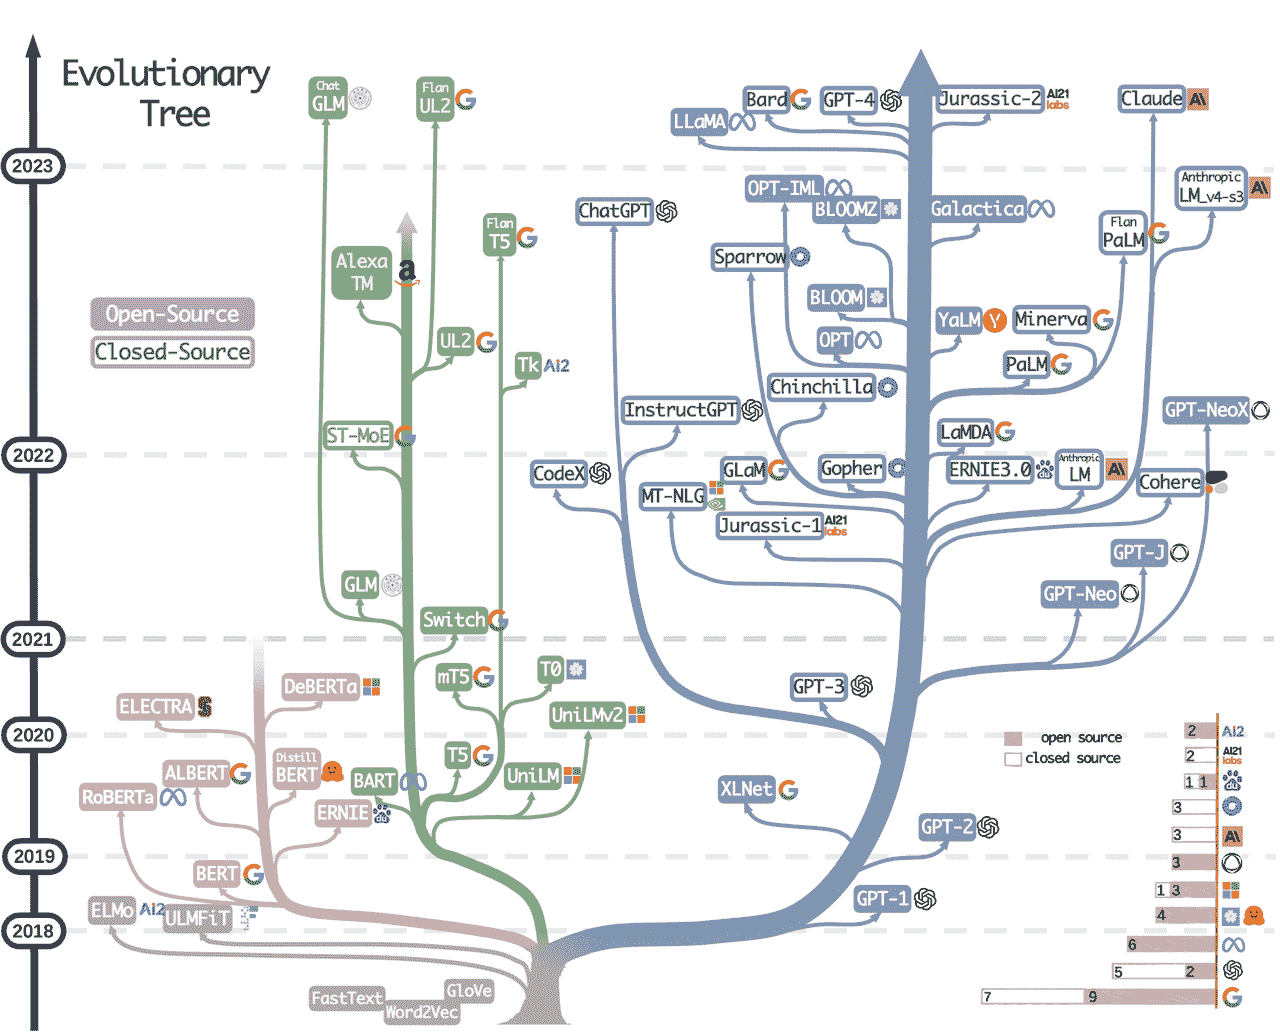 Evolutionary
Tree
2023
2022
2021
2020
2019
2018
Open-Source
Closed-Source
Chat
GLM
Flan
UL2
Flan
T5
Alexa
TM
a
UL2
Tk
AI2
ST-MoE
GLM
Switch
mT5
T0
UniLMv2
T5
UniLM
BART
DeBERTa
ELECTRA
S
Distill
BERT
ALBERT
RoBERTa
ERNIE
du
BERT
ELMo
AI2
ULMFiT
FastText
GloVe
Word2Vec
Bard
GPT-4
Jurassic-2
AI21
labs
Claude
A\
LLaMA
OPT-IML
BLOOMZ
Galactica
Anthropic
LM_v4-s3
A\
ChatGPT
Flan
PaLM
Sparrow
BLOOM
YaLM
Y
Minerva
OPT
PaLM
Chinchilla
InstructGPT
GPT-NeoX
LaMDA
CodeX
GLaM
Gopher
ERNIE3.0
du
Anthropic
LM
A\
Cohere
MT-NLG
Jurassic-1
AI21
labs
GPT-J
GPT-Neo
GPT-3
XLNet
GPT-2
GPT-1
open source
closed source
2 AI2
2 AI21
labs
1 1 du
3
3 A\
3
1 3
4
6
5 2
7 9 G